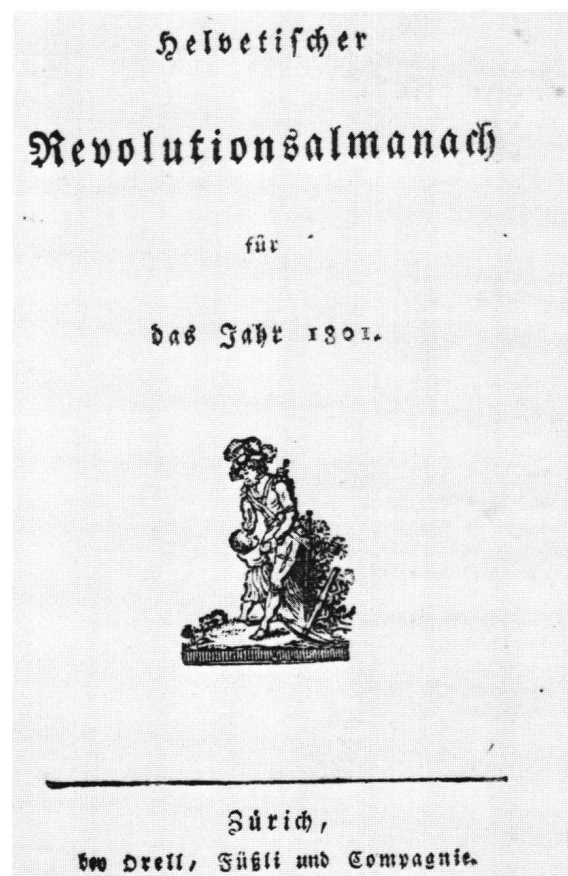 Helvetischer
Revolutionsalmanach
für
das Jahr 1801.
Zürich,
bey Orell, Füßli und Compagnie.